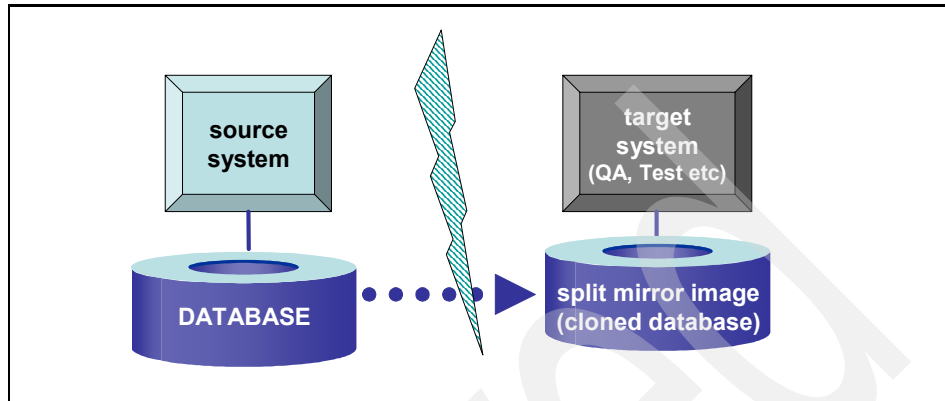 source
system
target
system
(QA, Test etc)
DATABASE
split mirror image
(cloned database)